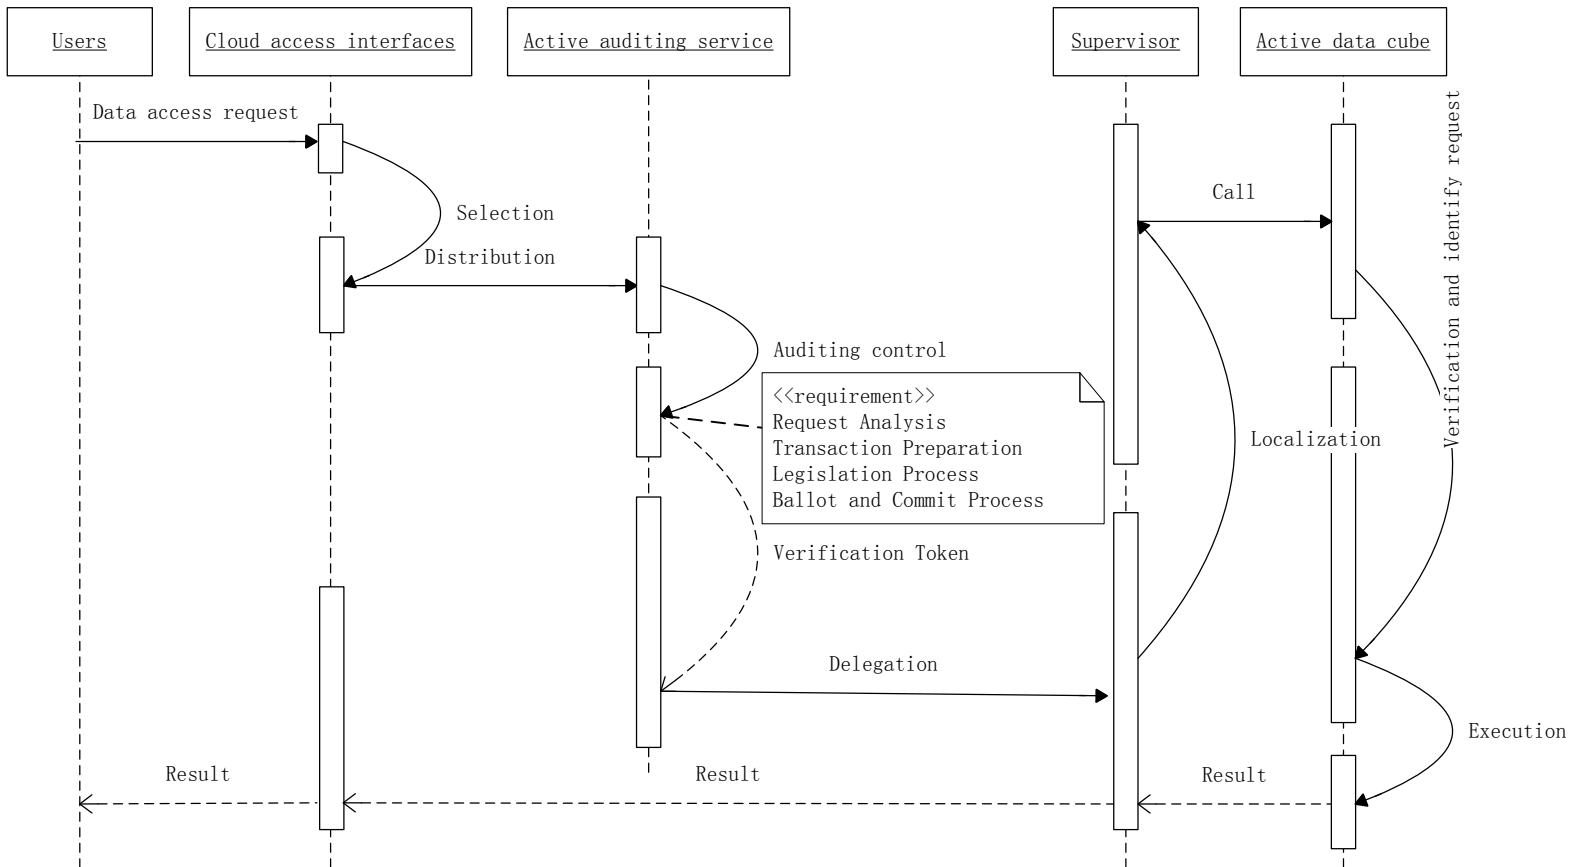 Users
Cloud access interfaces
Active auditing service
Supervisor
Active data cube
Data access request
Selection
Distribution
Call
Verification and identify request
Auditing control
<<requirement>>
Request Analysis
Transaction Preparation
Legislation Process
Ballot and Commit Process
Localization
Verification Token
Delegation
Execution
Result
Result
Result